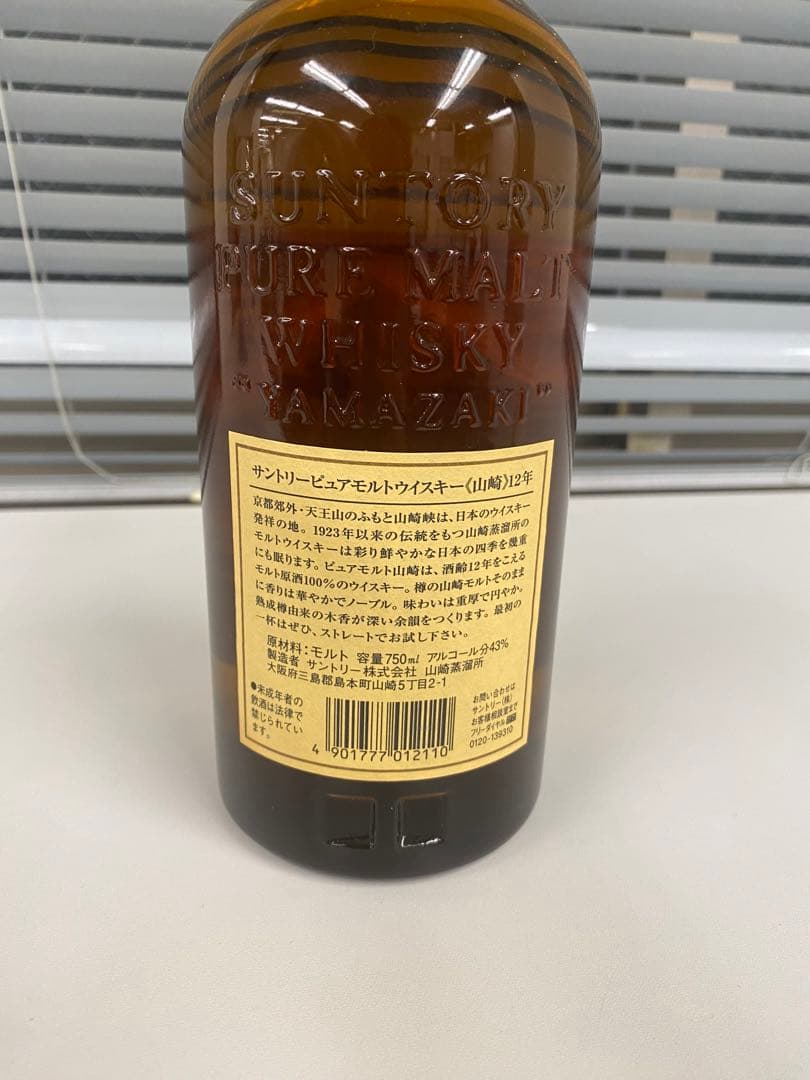 SUNTORY
PURE MALT
WHISKY
"YAMAZAKI"
サントリーピュアモルトウイスキー《山崎》12年
京都郊外・天王山のふもと山崎峡は、日本のウイスキー
発祥の地。1923年以来の伝統をもつ山崎蒸溜所の
モルトウイスキーは彩り鮮やかな日本の四季を幾重
にも眠ります。ピュアモルト山崎は、酒齢12年をこえる
モルト原酒100%のウイスキー。樽の山崎モルトそのまま
に香りは華やかでノーブル。味わいは重厚で円やか。
熟成樽由来の木香が深い余韻をつくります。最初の
一杯はぜひ、ストレートでお試し下さい。
原材料：モルト 容量750ml アルコール分43%
製造者 サントリー株式会社 山崎蒸溜所
大阪府三島郡島本町山崎5丁目2-1
●未成年者の
飲酒は法律で
禁じられてい
ます。
4 901777 012110
お問い合わせは
サントリー(株)
お客様相談室まで
フリーダイヤル
0120-139310